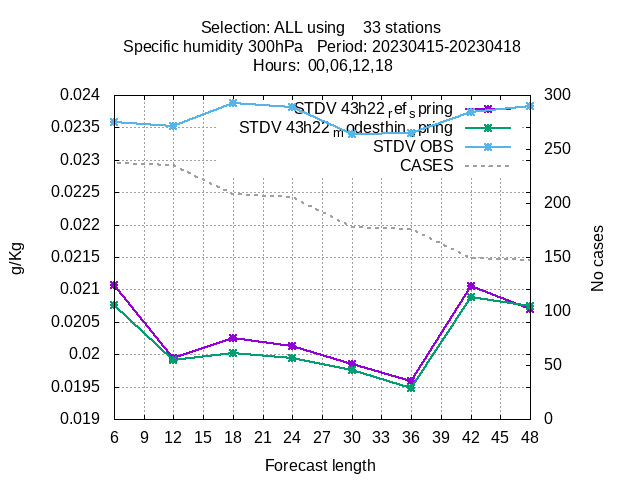 Selection: ALL using 33 stations
Specific humidity 300hPa Period: 20230415-20230418
Hours: 00,06,12,18
STDV 43h22_ref_spring
STDV 43h22_modesthin_spring
STDV OBS
CASES
0.024
0.0235
0.023
0.0225
0.022
0.0215
0.021
0.0205
0.02
0.0195
0.019
g/Kg
300
250
200
150
100
50
0
No cases
6 9 12 15 18 21 24 27 30 33 36 39 42 45 48
Forecast length